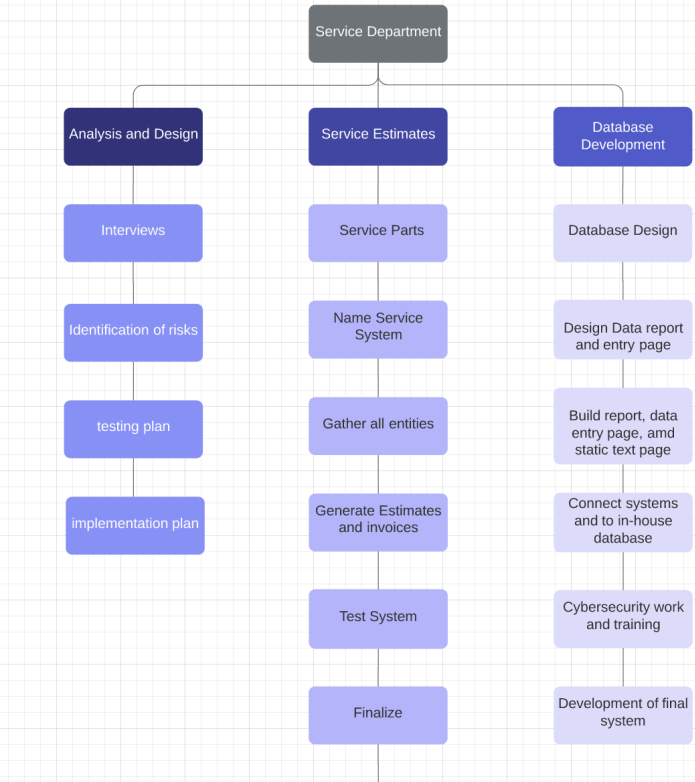 Service Department
Analysis and Design
Interviews
Identification of risks
testing plan
implementation plan
Service Estimates
Service Parts
Name Service
System
Gather all entities
Generate Estimates
and invoices
Test System
Finalize
Database
Development
Database Design
Design Data report
and entry page
Build report, data
entry page, amd
static text page
Connect systems
and to in-house
database
Cybersecurity work
and training
Development of final
system